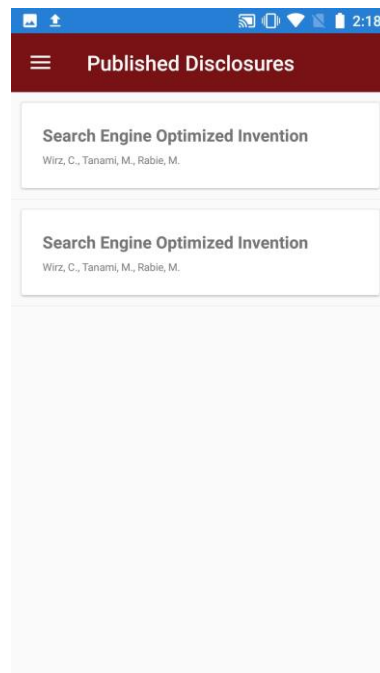 2:18
Published Disclosures
Search Engine Optimized Invention
Wirz, C., Tanami, M., Rabie, M.
Search Engine Optimized Invention
Wirz, C., Tanami, M., Rabie, M.